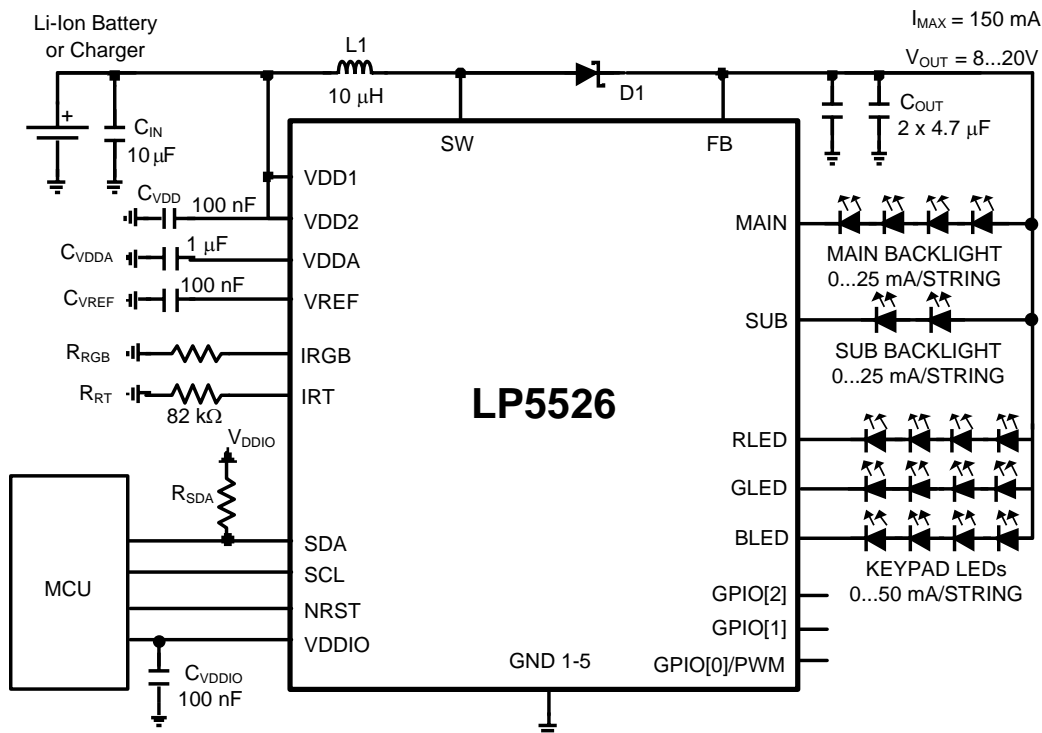 Li-Ion Battery
or Charger
I_MAX = 150 mA
V_OUT = 8...20V
L1
10 μH
D1
+
C_IN
10 μF
C_OUT
2 x 4.7 μF
SW
FB
C_VDD
100 nF
VDD1
VDD2
C_VDDA
1 μF
VDDA
C_VREF
100 nF
VREF
R_RGB
IRGB
R_RT
82 kΩ
IRT
LP5526
MAIN
MAIN BACKLIGHT
0...25 mA/STRING
SUB
SUB BACKLIGHT
0...25 mA/STRING
RLED
GLED
BLED
KEYPAD LEDs
0...50 mA/STRING
V_DDIO
R_SDA
MCU
SDA
SCL
NRST
VDDIO
C_VDDIO
100 nF
GND 1-5
GPIO[2]
GPIO[1]
GPIO[0]/PWM